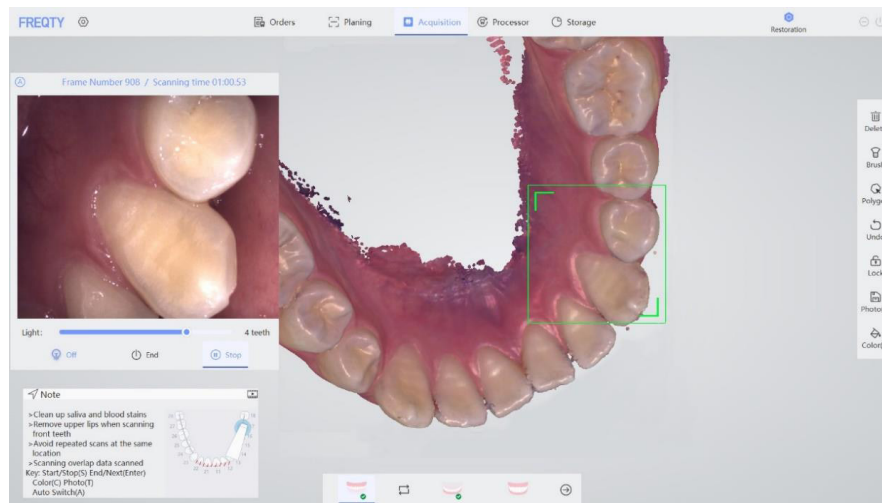 FREQTY
Orders
Planing
Acquisition
Processor
Storage
Restoration
Frame Number 908 / Scanning time 01:00.53
Delet
Brush
Polygo
Undo
Lock
Photo
Color(
Light:
4 teeth
Off
End
Stop
Note
>Clean up saliva and blood stains
>Remove upper lips when scanning
front teeth
>Avoid repeated scans at the same
location
>Scanning overlap data scanned
Key: Start/Stop(S) End/Next(Enter)
Color(C) Photo(T)
Auto Switch(A)